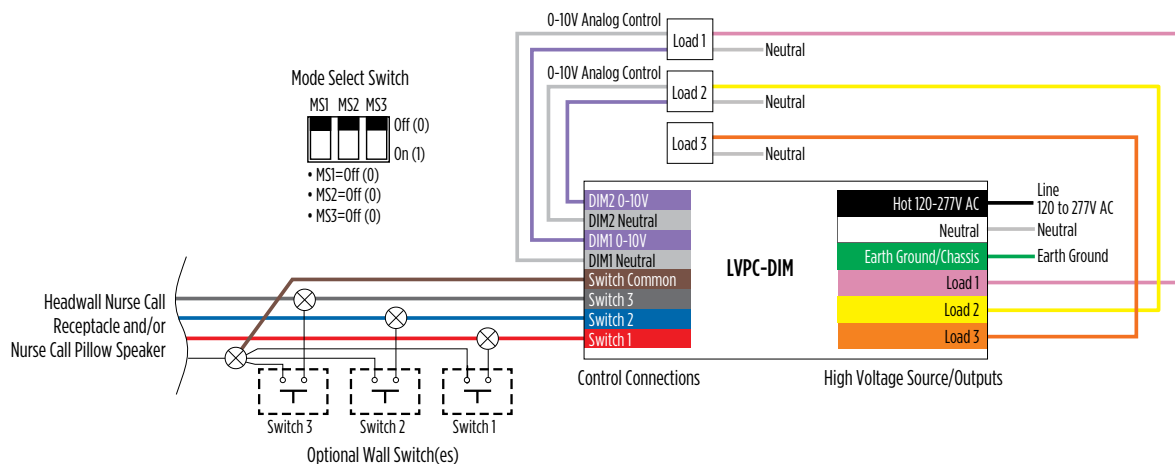 0-10V Analog Control
Load 1
Neutral
0-10V Analog Control
Load 2
Neutral
Load 3
Neutral
Mode Select Switch
MS1 MS2 MS3
Off (0)
On (1)
• MS1=Off (0)
• MS2=Off (0)
• MS3=Off (0)
DIM2 0-10V
DIM2 Neutral
DIM1 0-10V
DIM1 Neutral
Switch Common
Switch 3
Switch 2
Switch 1
LVPC-DIM
Hot 120-277V AC
Neutral
Earth Ground/Chassis
Load 1
Load 2
Load 3
Line
120 to 277V AC
Neutral
Earth Ground
Headwall Nurse Call
Receptacle and/or
Nurse Call Pillow Speaker
Control Connections
High Voltage Source/Outputs
Switch 3
Switch 2
Switch 1
Optional Wall Switch(es)